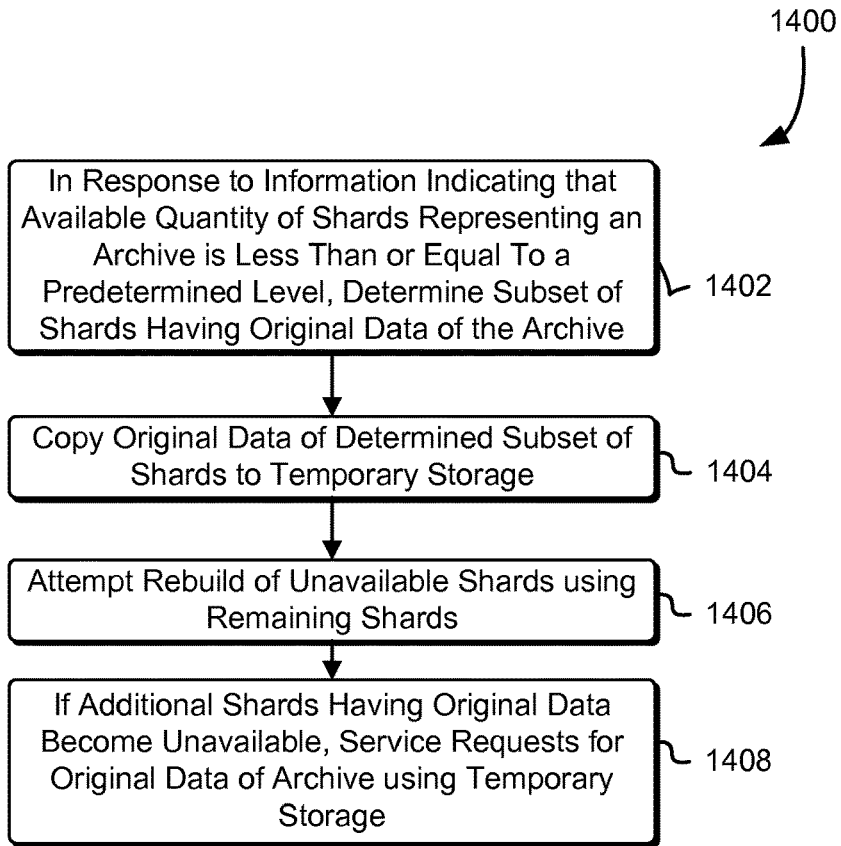 1400
In Response to Information Indicating that
Available Quantity of Shards Representing an
Archive is Less Than or Equal To a
Predetermined Level, Determine Subset of
Shards Having Original Data of the Archive
1402
Copy Original Data of Determined Subset of
Shards to Temporary Storage
1404
Attempt Rebuild of Unavailable Shards using
Remaining Shards
1406
If Additional Shards Having Original Data
Become Unavailable, Service Requests for
Original Data of Archive using Temporary
Storage
1408